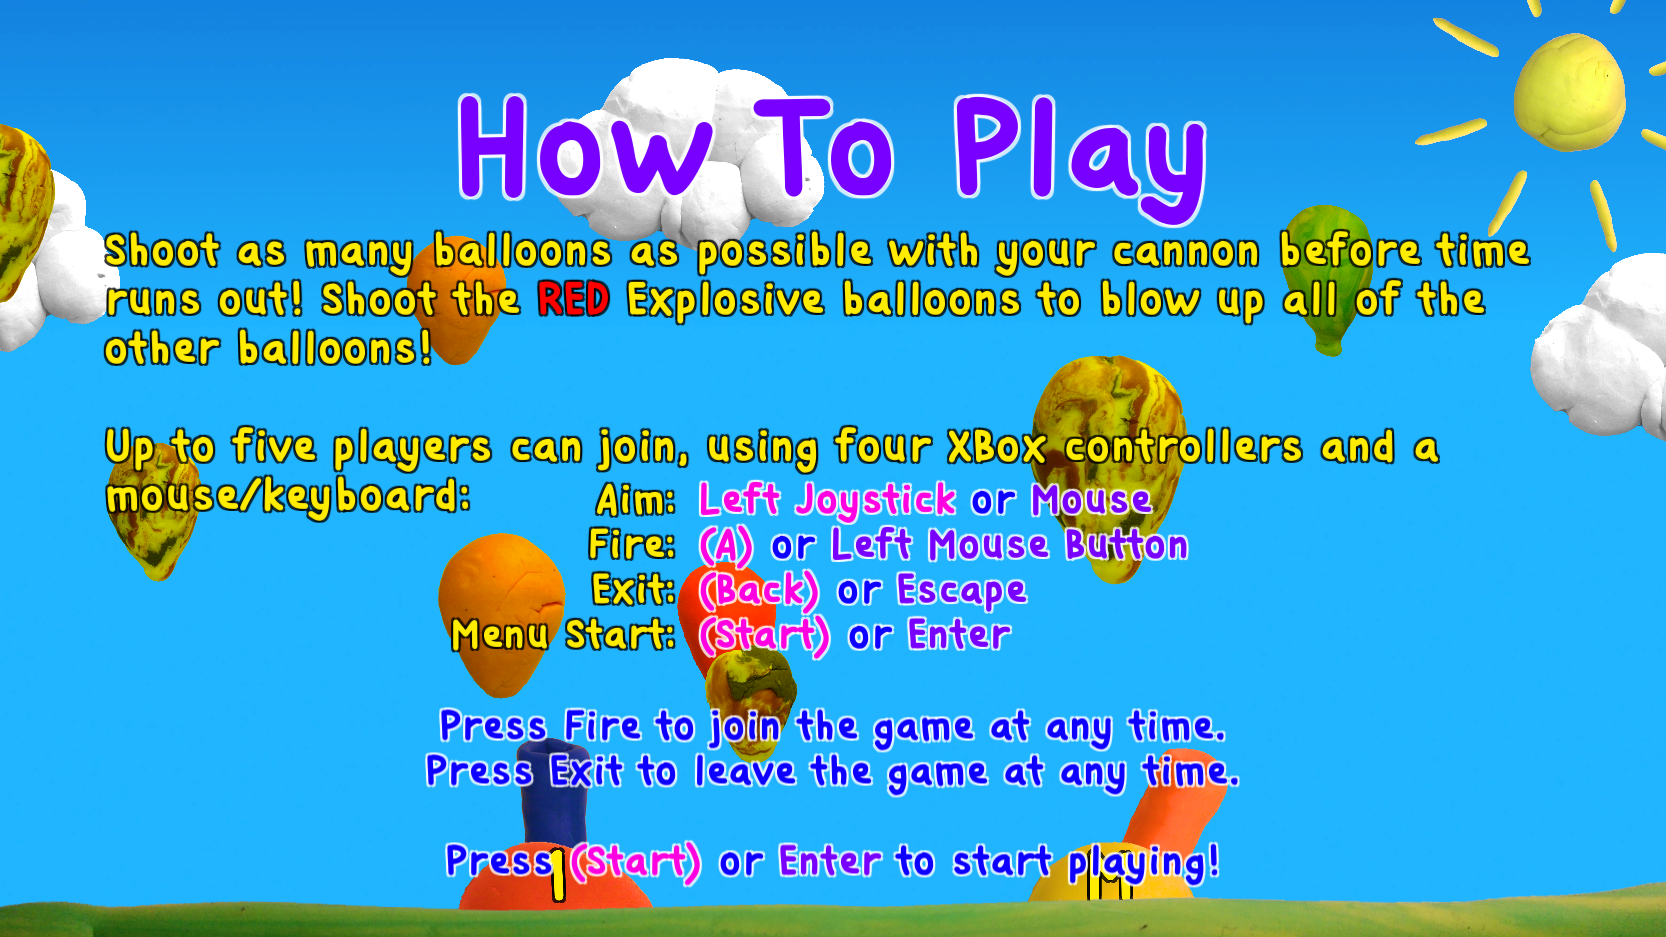 How To Play
Shoot as many balloons as possible with your cannon before time
runs out! Shoot the RED Explosive balloons to blow up all of the
other balloons!
Up to five players can join, using four XBox controllers and a
mouse/keyboard:
Aim: Left Joystick or Mouse
Fire: (A) or Left Mouse Button
Exit: (Back) or Escape
Menu Start: (Start) or Enter
Press Fire to join the game at any time.
Press Exit to leave the game at any time.
Press (Start) or Enter to start playing!
1
M